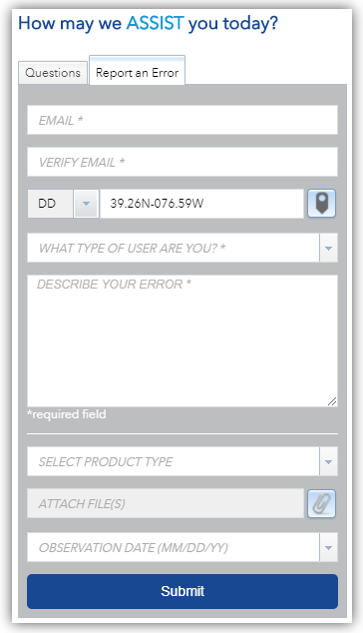 How may we ASSIST you today?
Questions
Report an Error
EMAIL *
VERIFY EMAIL *
DD
39.26N-076.59W
WHAT TYPE OF USER ARE YOU? *
DESCRIBE YOUR ERROR *
*required field
SELECT PRODUCT TYPE
ATTACH FILE(S)
OBSERVATION DATE (MM/DD/YY)
Submit